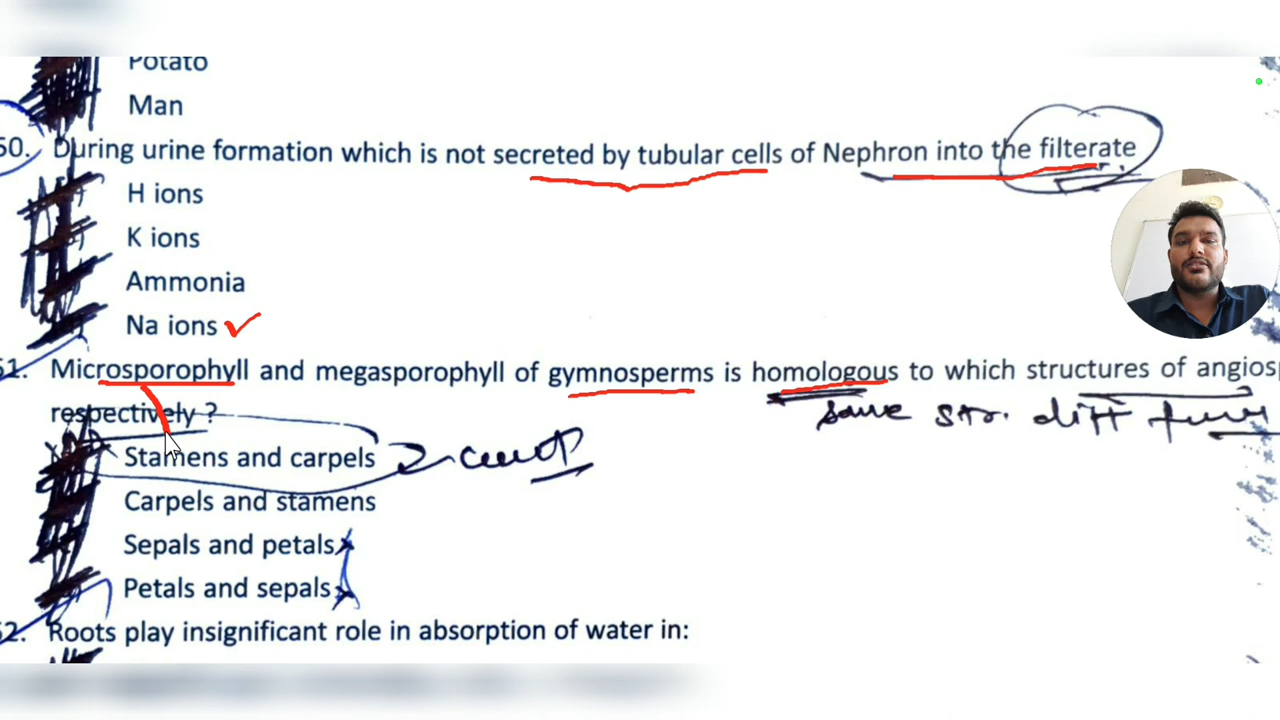 Potato
Man
50. During urine formation which is not secreted by tubular cells of Nephron into the filterate
H ions
K ions
Ammonia
Na ions
51. Microsporophyll and megasporophyll of gymnosperms is homologous to which structures of angiosp
respectively ?
same str. diff
Stamens and carpels
Carpels and stamens
Sepals and petals
Petals and sepals
52. Roots play insignificant role in absorption of water in: